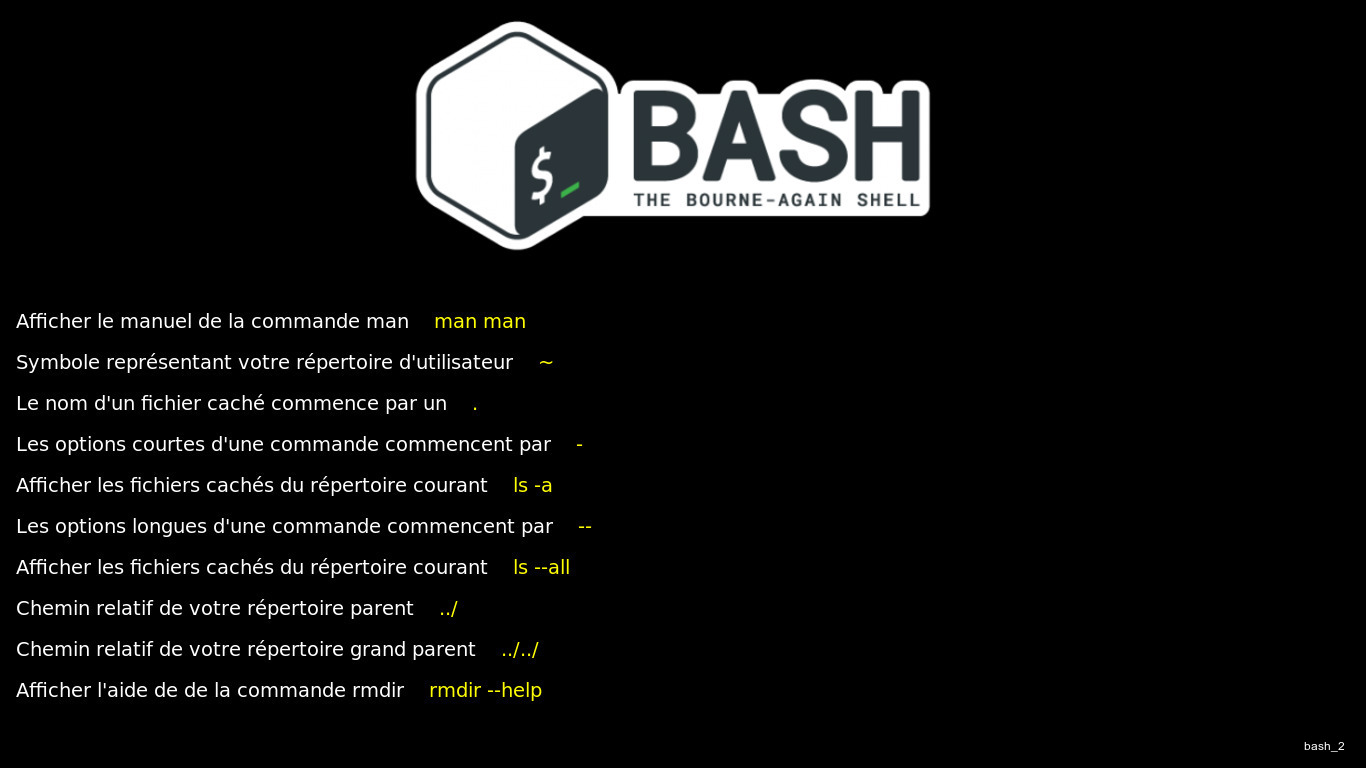 $_
BASH
THE BOURNE-AGAIN SHELL
Afficher le manuel de la commande man man man
Symbole représentant votre répertoire d'utilisateur ~
Le nom d'un fichier caché commence par un .
Les options courtes d'une commande commencent par -
Afficher les fichiers cachés du répertoire courant ls -a
Les options longues d'une commande commencent par --
Afficher les fichiers cachés du répertoire courant ls --all
Chemin relatif de votre répertoire parent ../
Chemin relatif de votre répertoire grand parent ../../
Afficher l'aide de de la commande rmdir rmdir --help
bash_2